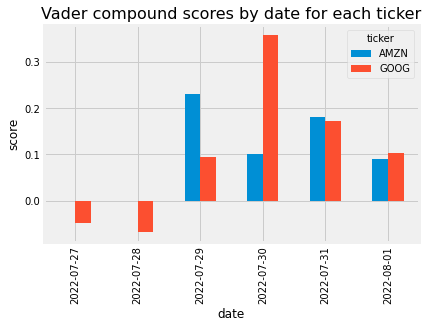 Vader compound scores by date for each ticker
ticker
AMZN
GOOG
score
0.3
0.2
0.1
0.0
2022-07-27
2022-07-28
2022-07-29
2022-07-30
2022-07-31
2022-08-01
date